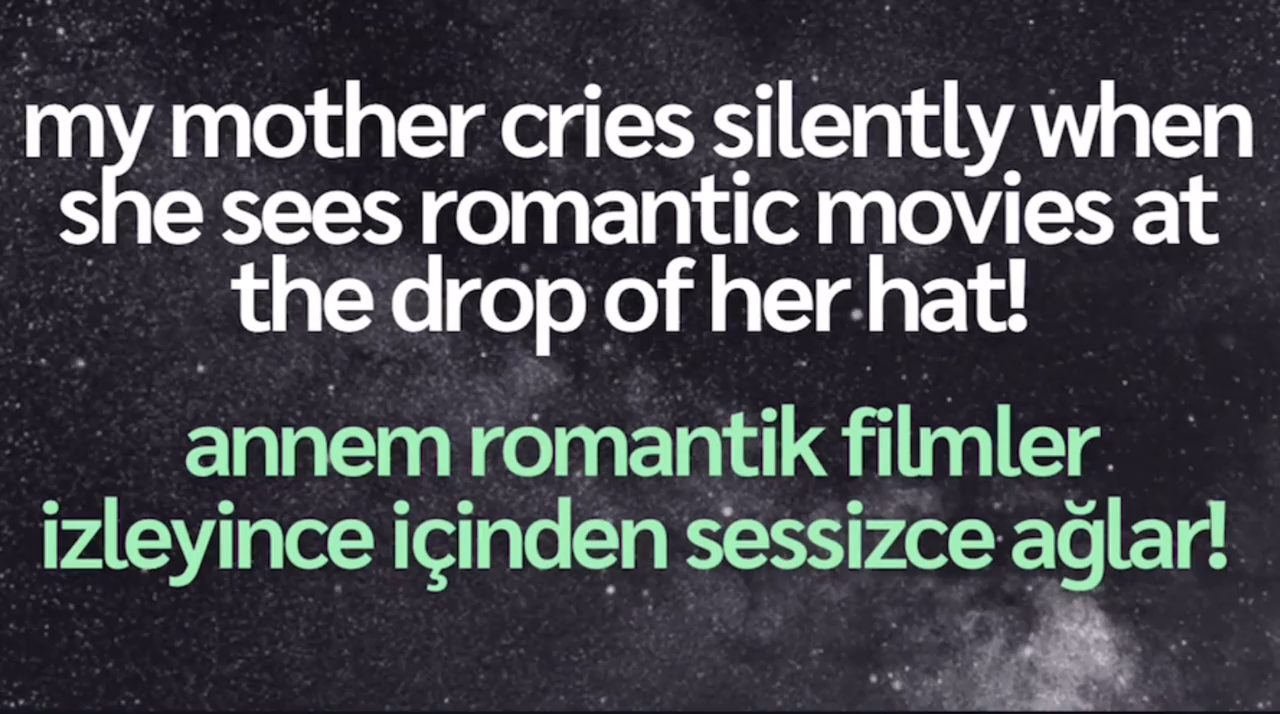 my mother cries silently when
she sees romantic movies at
the drop of her hat!
annem romantik filmler
izleyince içinden sessizce ağlar!